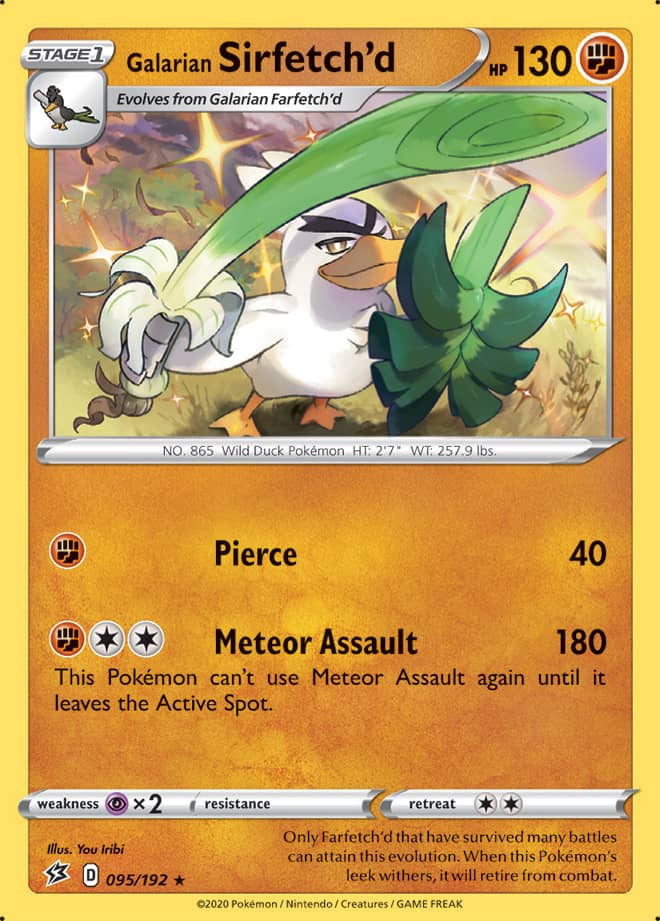 STAGE 1
Galarian Sirfetch’d
HP 130
Evolves from Galarian Farfetch’d
NO. 865 Wild Duck Pokémon HT: 2'7" WT: 257.9 lbs.
Pierce 40
Meteor Assault 180
This Pokémon can’t use Meteor Assault again until it
leaves the Active Spot.
weakness ×2 resistance retreat
Illus. You Iribi
D 095/192 ★
Only Farfetch’d that have survived many battles
can attain this evolution. When this Pokémon’s
leek withers, it will retire from combat.
©2020 Pokémon / Nintendo / Creatures / GAME FREAK